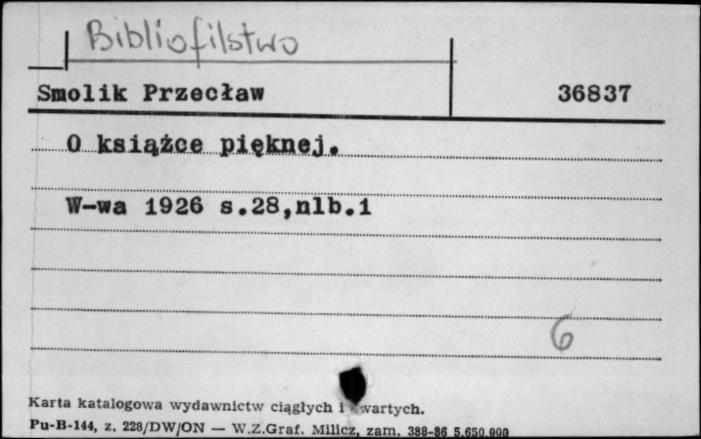 Bibliofilstwo
Smolik Przecław 36837
O książce pięknej.
W-wa 1926 s.28,nlb.1
6
Karta katalogowa wydawnictw ciągłych i zwartych.
Pu-B-144, z. 228/DW/ON — W.Z.Graf. Milicz, zam. 388-86 5.650.000